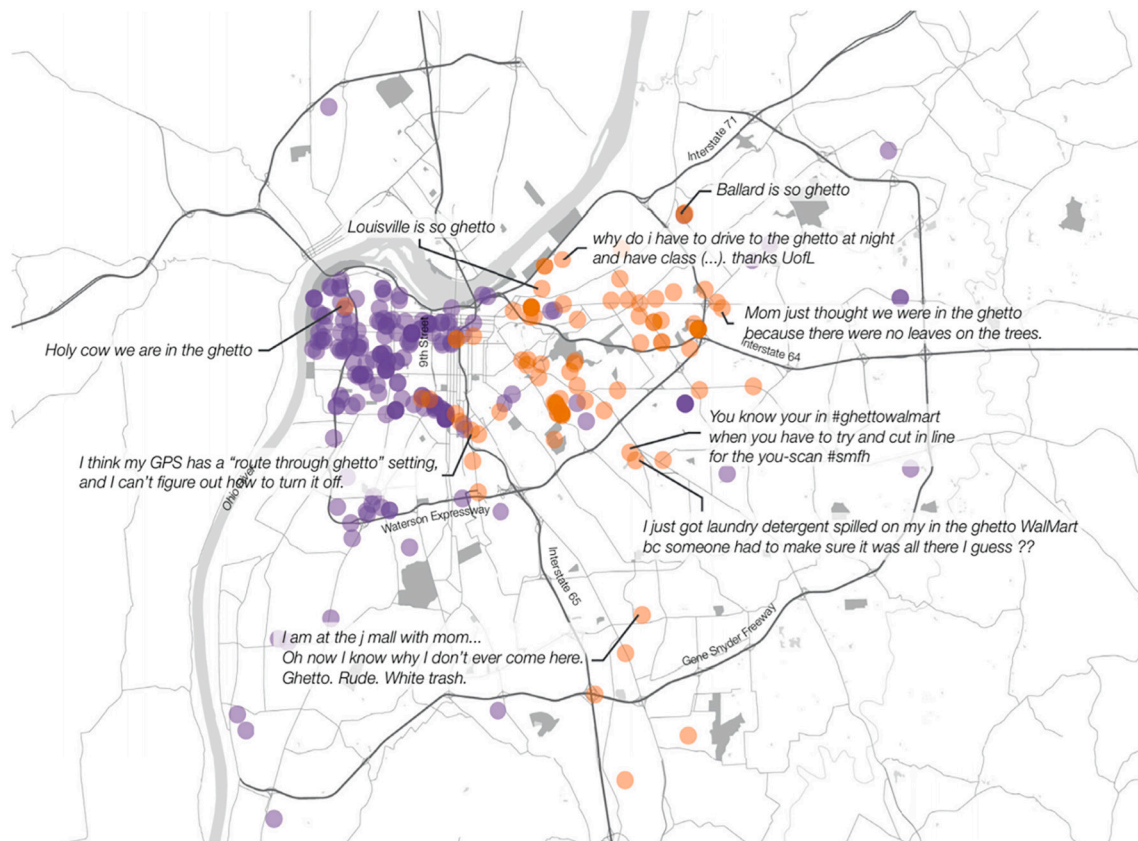 Interstate 71
Ballard is so ghetto
Louisville is so ghetto
why do i have to drive to the ghetto at night
and have class (...). thanks UofL
Mom just thought we were in the ghetto
because there were no leaves on the trees.
9th Street
Interstate 64
Holy cow we are in the ghetto
You know your in #ghettowalmart
when you have to try and cut in line
for the you-scan #smfh
I think my GPS has a “route through ghetto” setting,
and I can’t figure out how to turn it off.
Ohio River
Waterson Expressway
I just got laundry detergent spilled on my in the ghetto WalMart
bc someone had to make sure it was all there I guess ??
Interstate 65
I am at the j mall with mom...
Oh now I know why I don’t ever come here.
Ghetto. Rude. White trash.
Gene Snyder Freeway